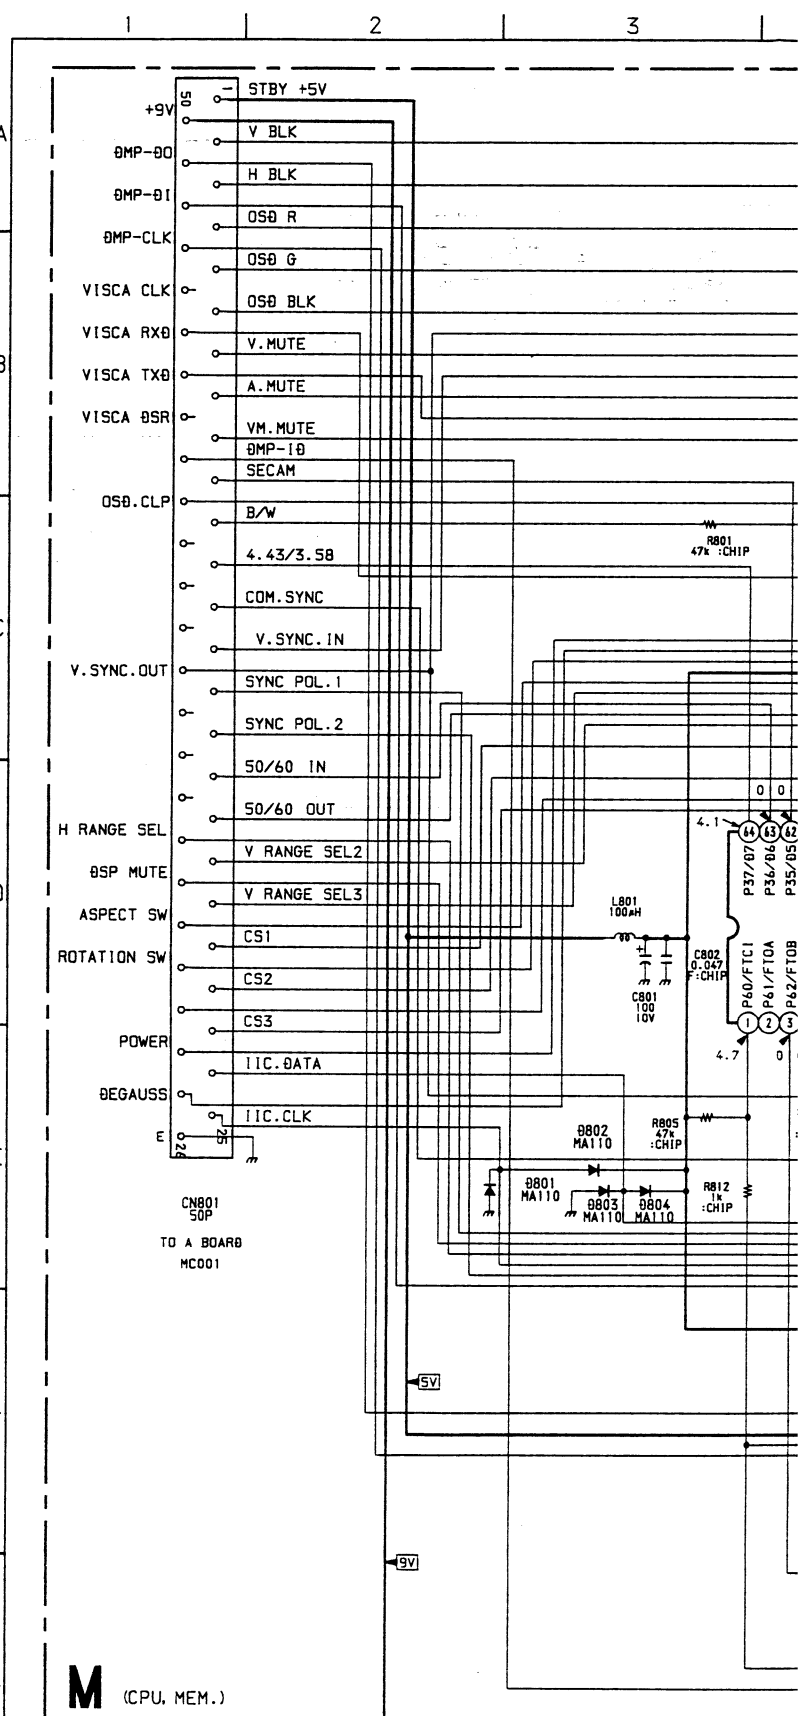 1 2 3
A
B
C
D
50
1
STBY +5V
+9V
V BLK
DMP-DO
H BLK
DMP-DI
OSD R
DMP-CLK
OSD G
VISCA CLK
OSD BLK
VISCA RXD
V.MUTE
VISCA TXD
A.MUTE
VISCA DSR
VM.MUTE
DMP-ID
SECAM
OSD.CLP
B/W
R801
47k :CHIP
4.43/3.58
COM.SYNC
V.SYNC.IN
V.SYNC.OUT
SYNC POL.1
SYNC POL.2
50/60 IN
0 0
50/60 OUT
4.1
H RANGE SEL
64 63 62
V RANGE SEL2
DSP MUTE
P37/D7
P36/D6
P35/D5
V RANGE SEL3
L801
100µH
ASPECT SW
CS1
ROTATION SW
C802
0.047
F:CHIP
P60/FTCI
P61/FTOA
P62/FTOB
CS2
+
C801
100
10V
CS3
1 2 3
POWER
4.7
0
IIC.DATA
DEGAUSS
IIC.CLK
R805
47k
:CHIP
E
26
25
D802
MA110
D801
MA110
R812
1k
:CHIP
D803
MA110
D804
MA110
CN801
50P
TO A BOARD
MC001
5V
9V
M (CPU, MEM.)